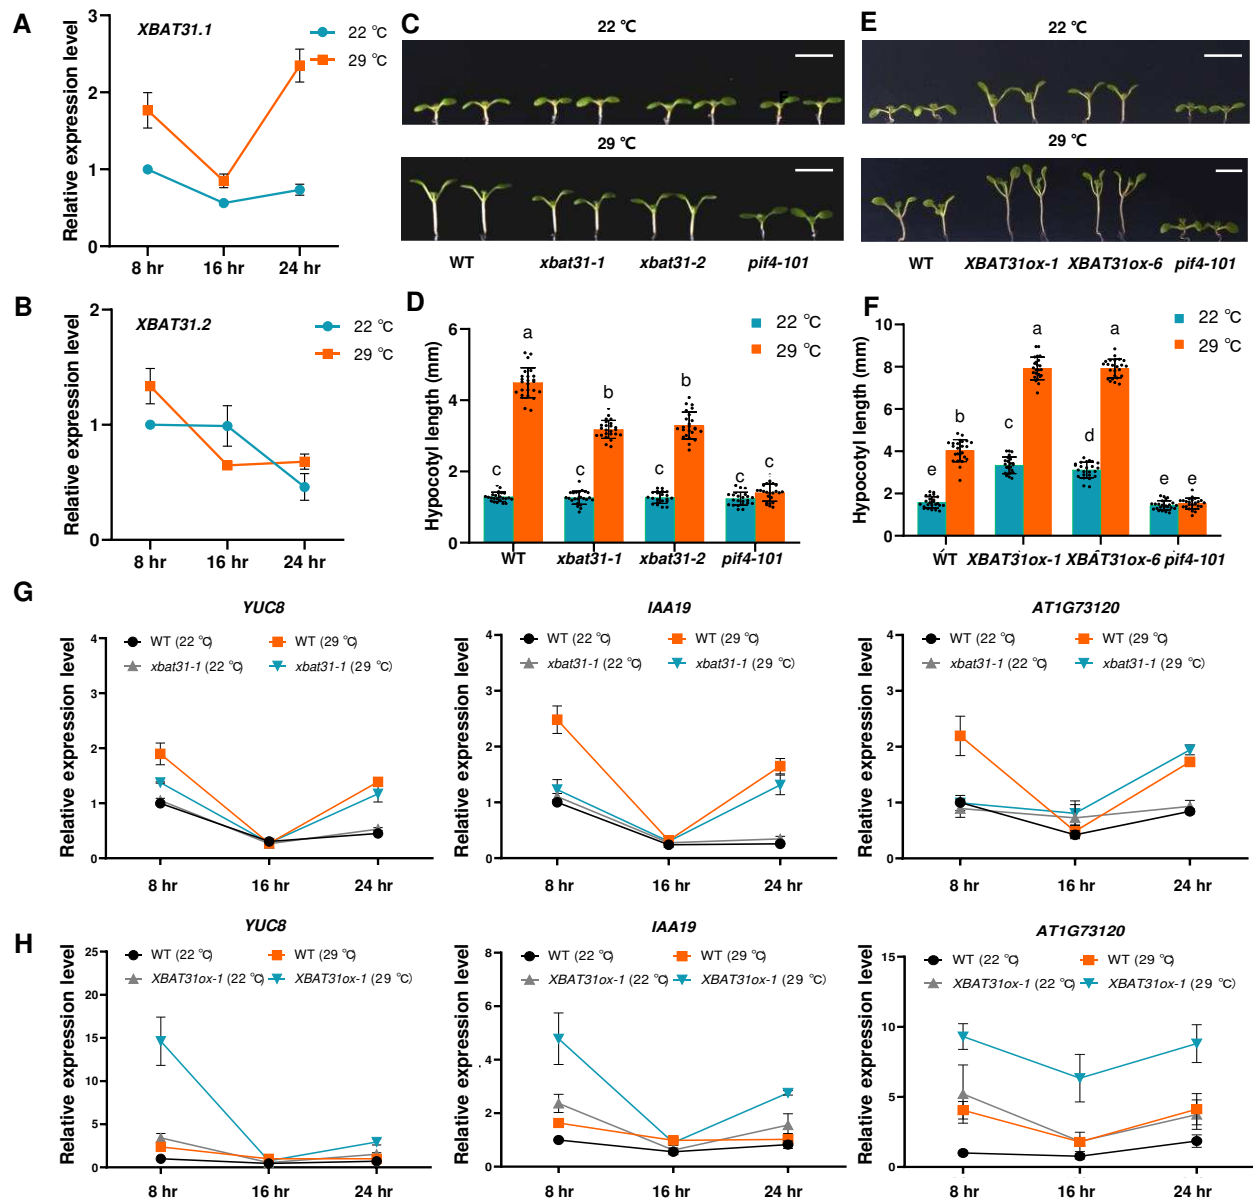 A
XBAT31.1
Relative expression level
3
2
1
0
22 °C
29 °C
8 hr 16 hr 24 hr
B
XBAT31.2
Relative expression level
2
1
0
22 °C
29 °C
8 hr 16 hr 24 hr
C
22 °C
F
29 °C
WT xbat31-1 xbat31-2 pif4-101
D
Hypocotyl length (mm)
6
4
2
0
22 °C
29 °C
c a c b c b c c
WT xbat31-1 xbat31-2 pif4-101
E
22 °C
29 °C
WT XBAT31ox-1 XBAT31ox-6 pif4-101
F
Hypocotyl length (mm)
10
8
6
4
2
0
22 °C
29 °C
e b c a d a e e
WT XBAT31ox-1 XBAT31ox-6 pif4-101
G
YUC8
WT (22 °C) WT (29 °C)
xbat31-1 (22 °C) xbat31-1 (29 °C)
Relative expression level
4
3
2
1
0
8 hr 16 hr 24 hr
IAA19
WT (22 °C) WT (29 °C)
xbat31-1 (22 °C) xbat31-1 (29 °C)
Relative expression level
4
3
2
1
0
8 hr 16 hr 24 hr
AT1G73120
WT (22 °C) WT (29 °C)
xbat31-1 (22 °C) xbat31-1 (29 °C)
Relative expression level
4
3
2
1
0
8 hr 16 hr 24 hr
H
YUC8
WT (22 °C) WT (29 °C)
XBAT31ox-1 (22 °C) XBAT31ox-1 (29 °C)
Relative expression level
25
20
15
10
5
0
8 hr 16 hr 24 hr
IAA19
WT (22 °C) WT (29 °C)
XBAT31ox-1 (22 °C) XBAT31ox-1 (29 °C)
Relative expression level
8
6
4
2
0
8 hr 16 hr 24 hr
AT1G73120
WT (22 °C) WT (29 °C)
XBAT31ox-1 (22 °C) XBAT31ox-1 (29 °C)
Relative expression level
15
10
5
0
8 hr 16 hr 24 hr